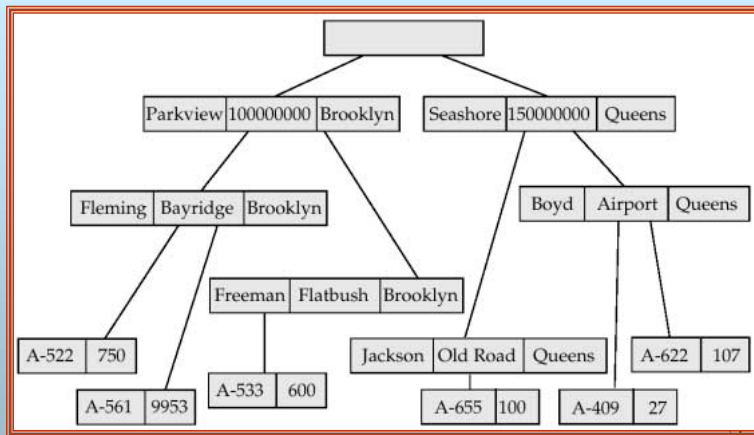 Parkview 100000000 Brooklyn
Seashore 150000000 Queens
Fleming Bayridge Brooklyn
Boyd Airport Queens
Freeman Flatbush Brooklyn
A-522 750
Jackson Old Road Queens
A-622 107
A-561 9953
A-533 600
A-655 100
A-409 27